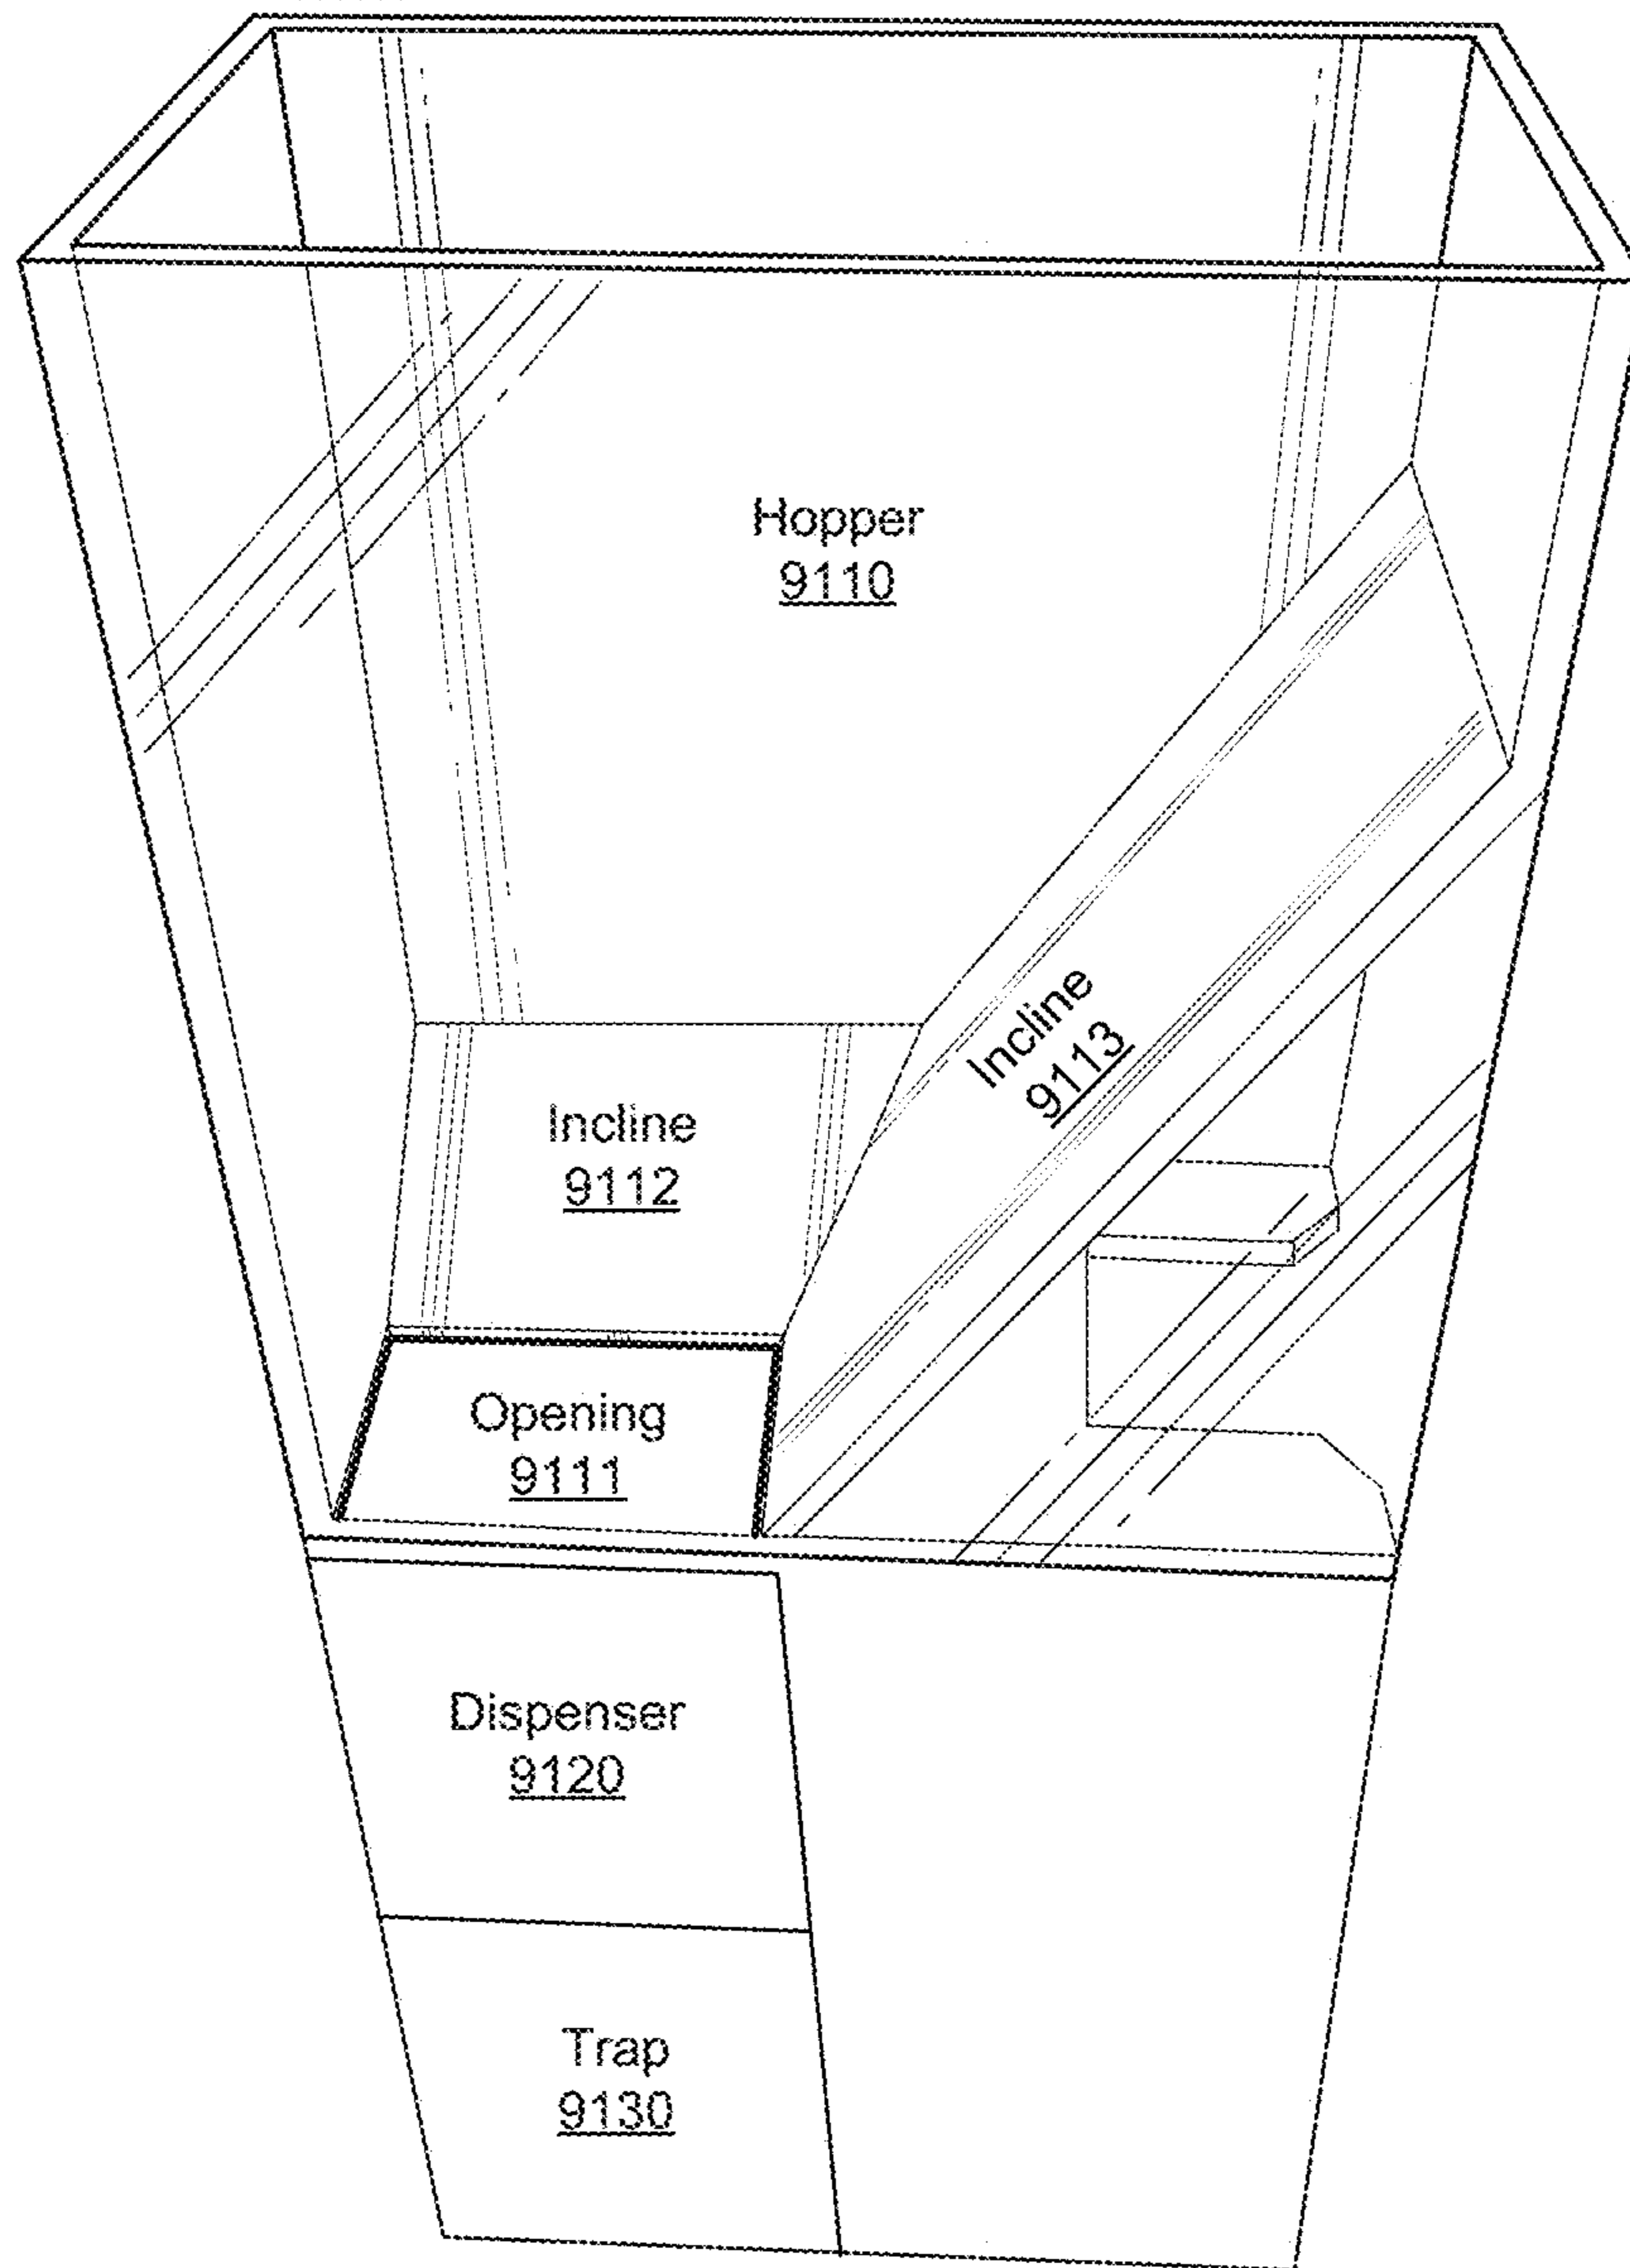 Hopper
9110
Incline
9113
Incline
9112
Opening
9111
Dispenser
9120
Trap
9130